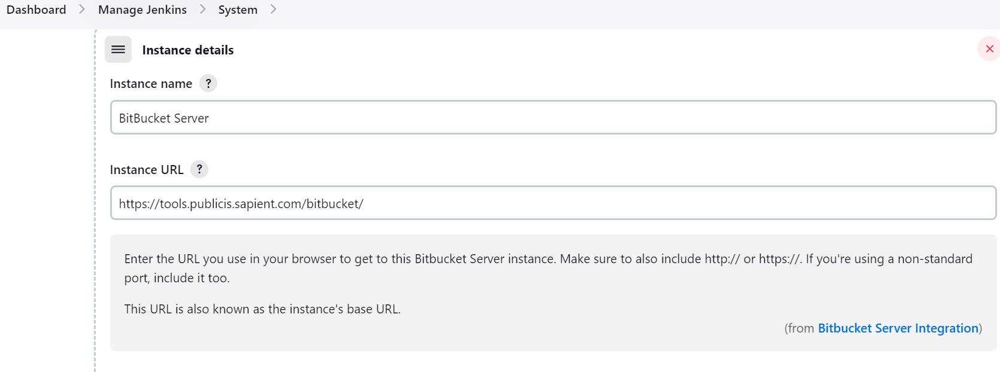 Dashboard > Manage Jenkins > System >
Instance details
Instance name ?
BitBucket Server
Instance URL ?
https://tools.publicis.sapient.com/bitbucket/
Enter the URL you use in your browser to get to this Bitbucket Server instance. Make sure to also include http:// or https://. If you're using a non-standard
port, include it too.
This URL is also known as the instance's base URL.
(from Bitbucket Server Integration)